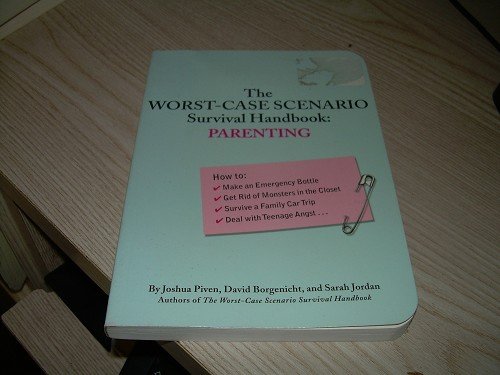 The
WORST-CASE SCENARIO
Survival Handbook:
PARENTING
How to:
✔ Make an Emergency Bottle
✔ Get Rid of Monsters in the Closet
✔ Survive a Family Car Trip
✔ Deal with Teenage Angst . . .
By Joshua Piven, David Borgenicht, and Sarah Jordan
Authors of The Worst-Case Scenario Survival Handbook